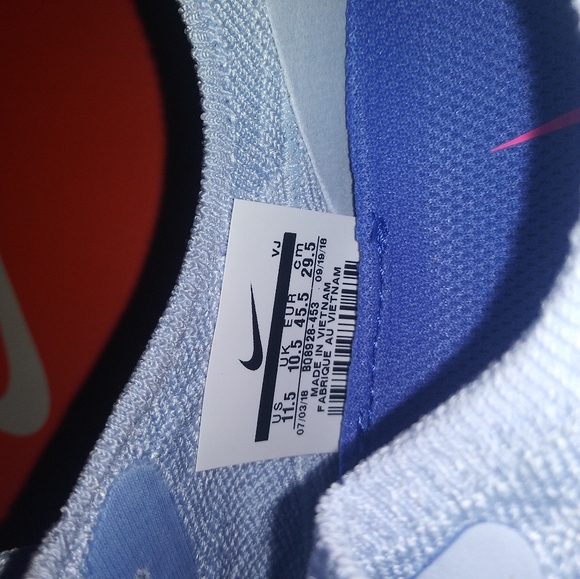 VJ
US UK EUR cm
11.5 10.5 45.5 29.5
07/03/18 BQ8928-453 09/19/18
MADE IN VIETNAM
FABRIQUE AU VIETNAM